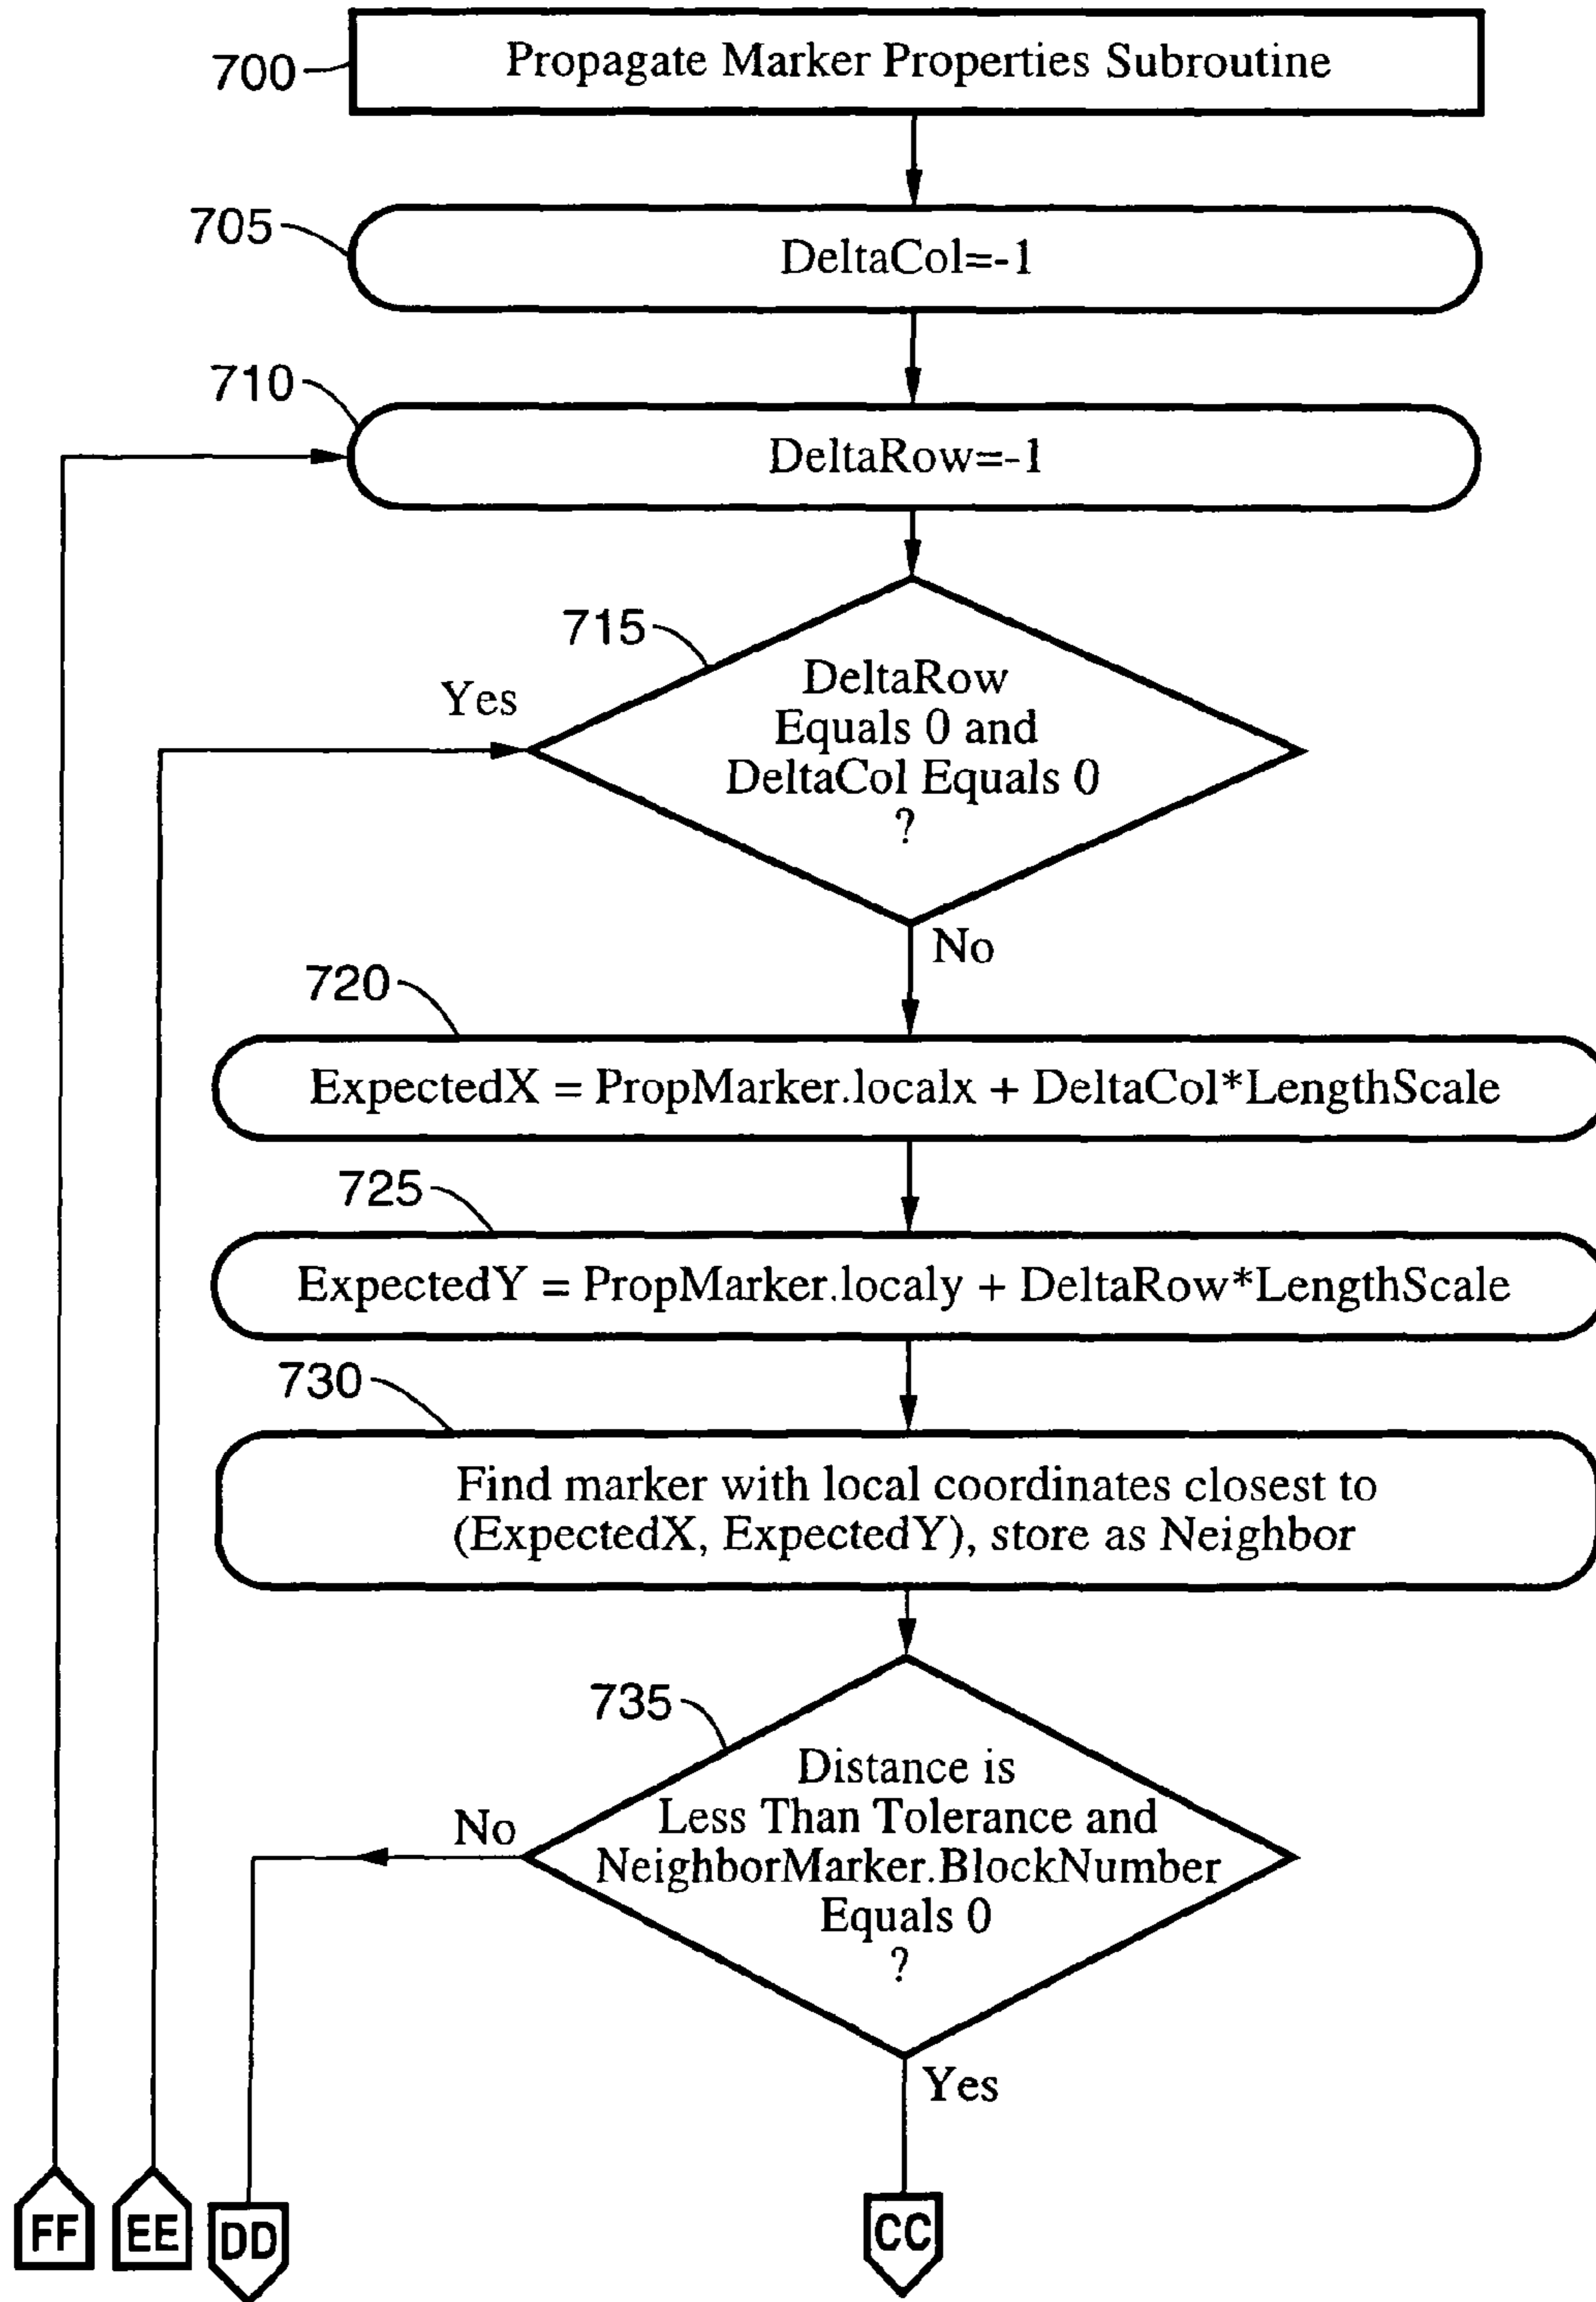 700
Propagate Marker Properties Subroutine
705
DeltaCol=-1
710
DeltaRow=-1
715
Yes
DeltaRow
Equals 0 and
DeltaCol Equals 0
?
No
720
ExpectedX = PropMarker.localx + DeltaCol*LengthScale
725
ExpectedY = PropMarker.localy + DeltaRow*LengthScale
730
Find marker with local coordinates closest to
(ExpectedX, ExpectedY), store as Neighbor
735
Distance is
Less Than Tolerance and
NeighborMarker.BlockNumber
Equals 0
?
No
Yes
FF
EE
DD
CC